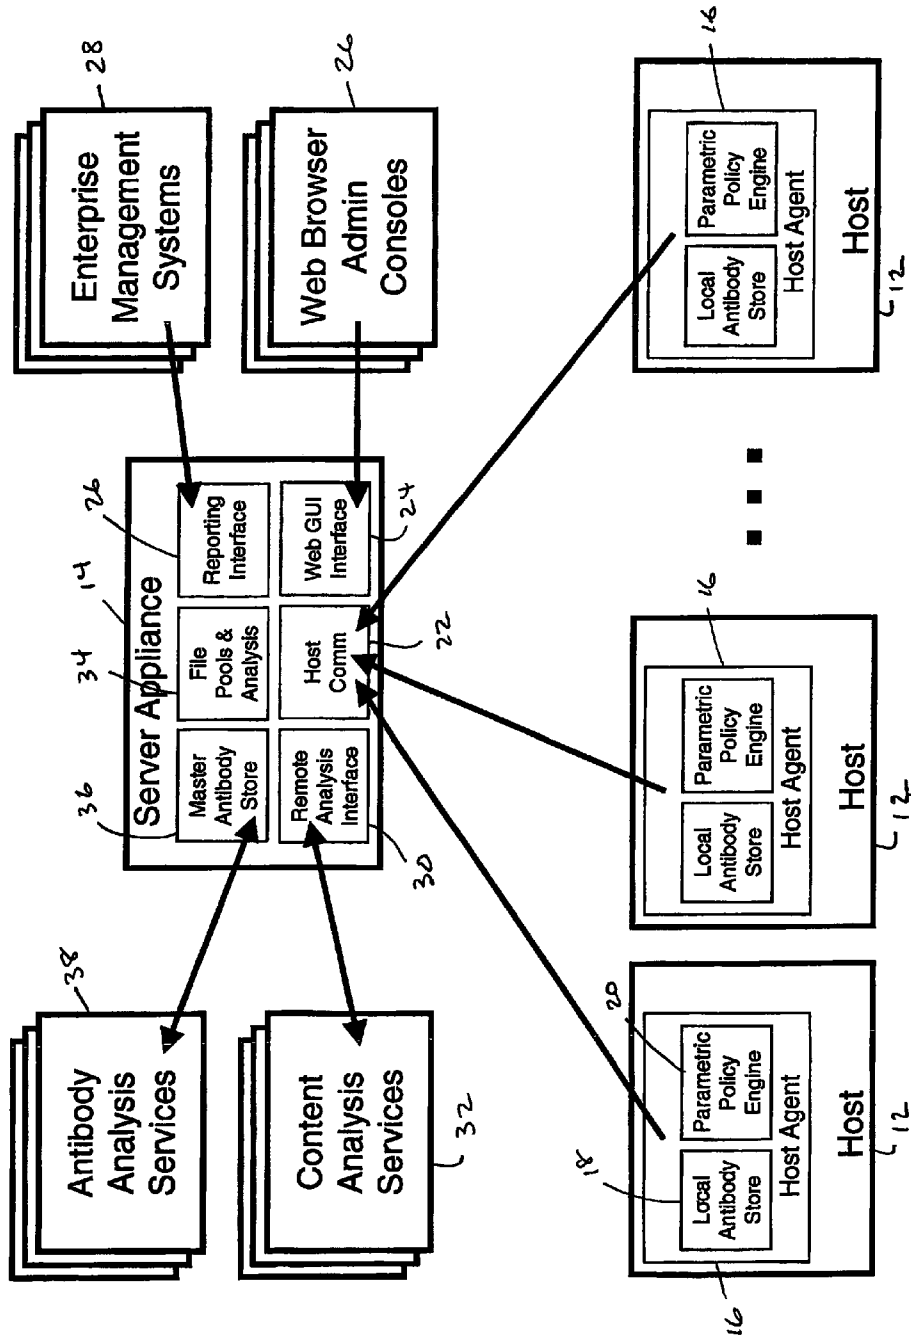 38
Antibody
Analysis
Services
Content
Analysis
Services
32
14
Server Appliance
36
34
26
Master
Antibody
Store
File
Pools &
Analysis
Reporting
Interface
Remote
Analysis
Interface
Host
Comm
Web GUI
Interface
30
22
24
28
Enterprise
Management
Systems
26
Web Browser
Admin
Consoles
16
18
20
Local
Antibody
Store
Parametric
Policy
Engine
Host Agent
Host
12
16
Local
Antibody
Store
Parametric
Policy
Engine
Host Agent
Host
12
16
Local
Antibody
Store
Parametric
Policy
Engine
Host Agent
Host
12
16